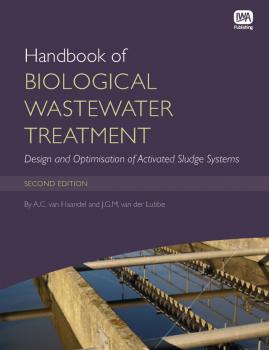 IWA
Publishing
Handbook of
BIOLOGICAL
WASTEWATER
TREATMENT
Design and Optimisation of Activated Sludge Systems
SECOND EDITION
By A.C. van Haandel and J.G.M. van der Lubbe